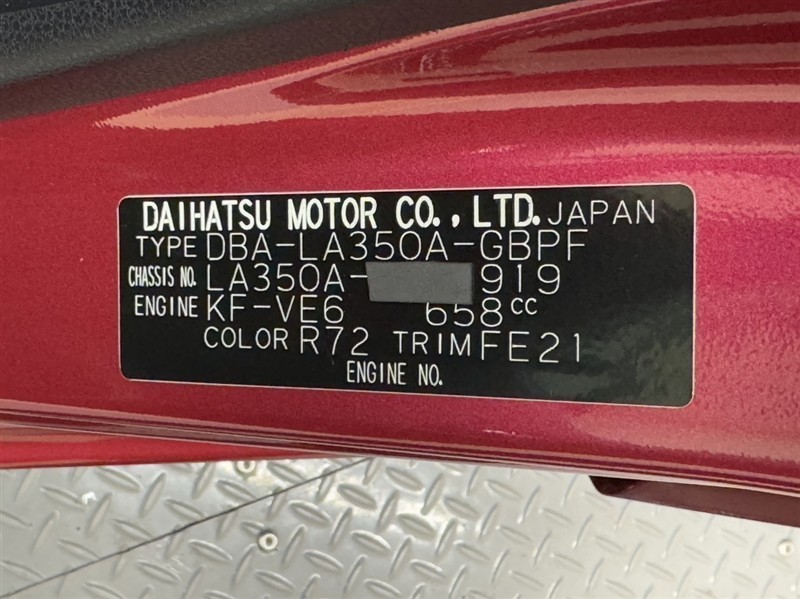 DAIHATSU MOTOR CO., LTD. JAPAN
TYPE DBA-LA350A-GBPF
CHASSIS NO. LA350A- 919
ENGINE KF-VE6 658cc
COLOR R72 TRIM FE21
ENGINE NO.